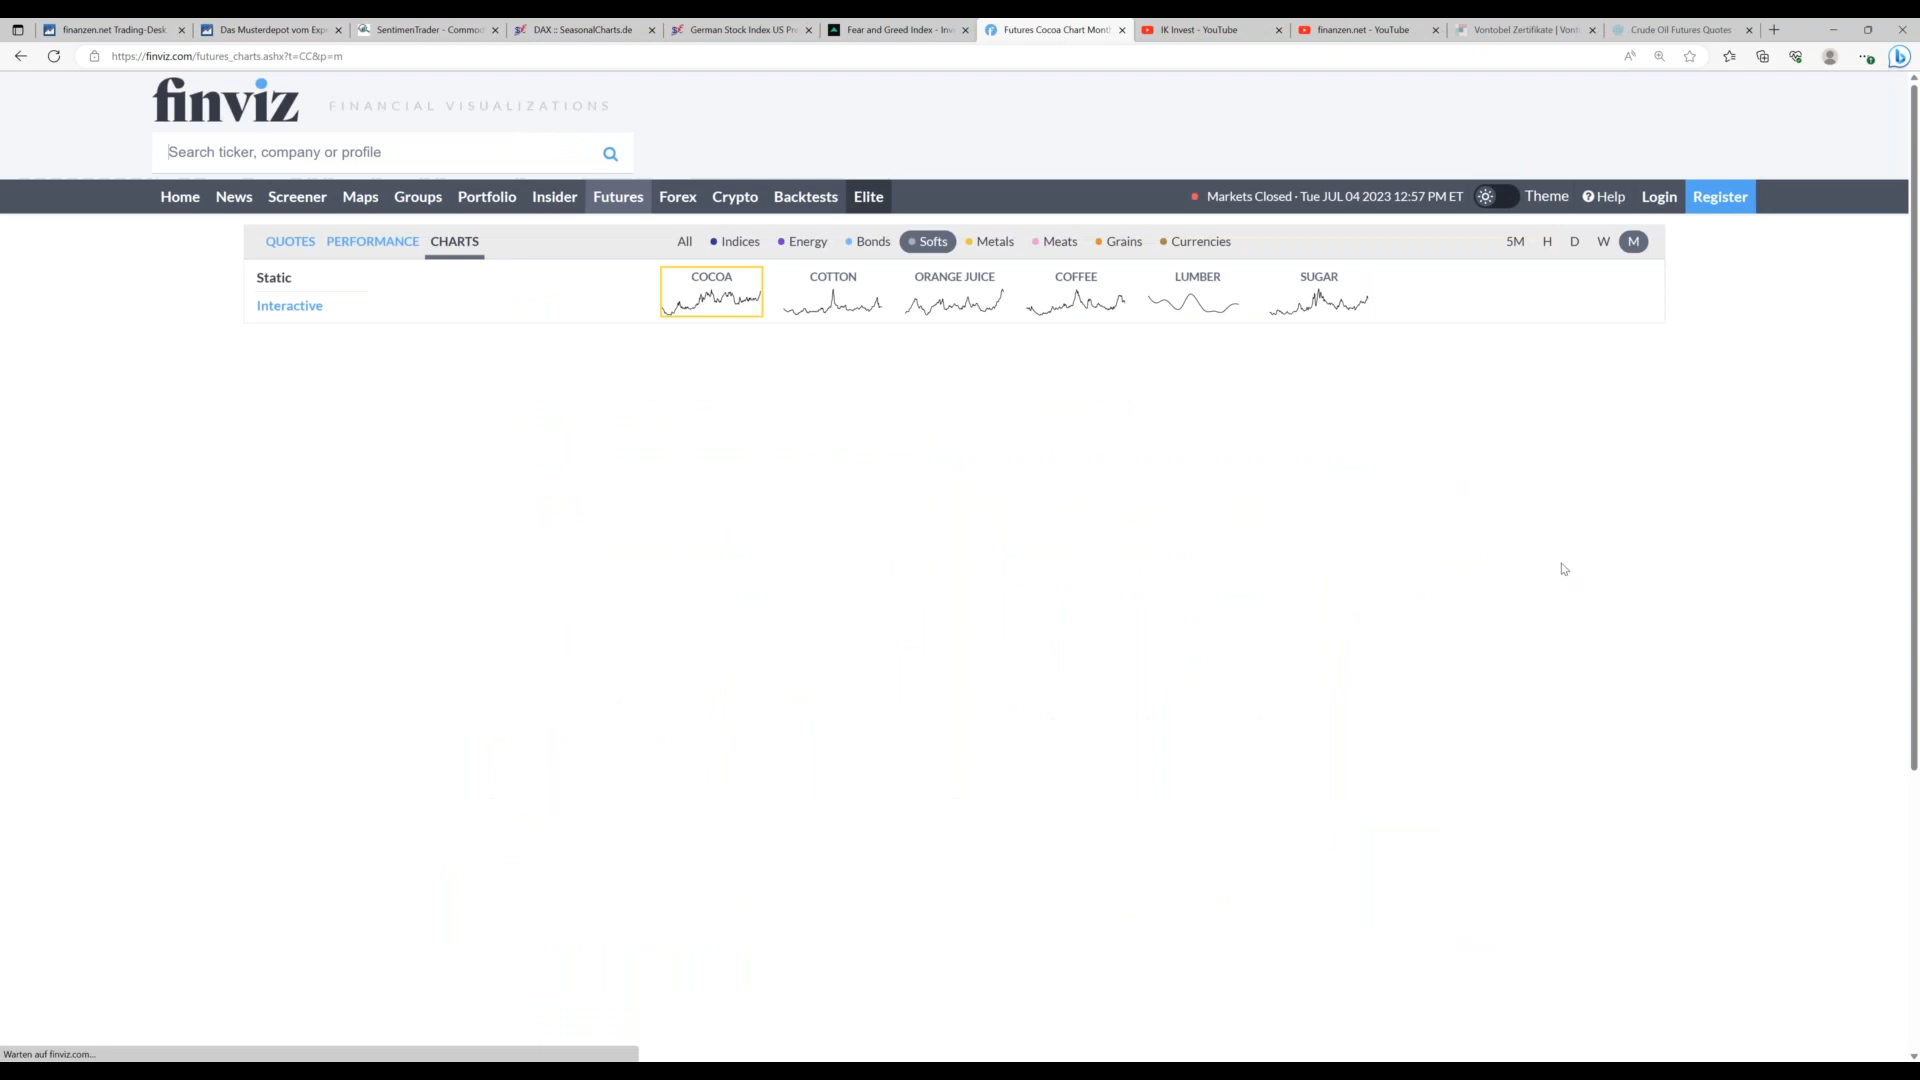 finanzen.net Trading-Desk
Das Musterdepot vom Expe
SentimenTrader - Commod
DAX :: SeasonalCharts.de
German Stock Index US Pr
Fear and Greed Index - Inv
Futures Cocoa Chart Month
IK Invest - YouTube
finanzen.net - YouTube
Vontobel Zertifikate | Vont
Crude Oil Futures Quotes
https://finviz.com/futures_charts.ashx?t=CC&p=m
finviz FINANCIAL VISUALIZATIONS
Search ticker, company or profile
Home News Screener Maps Groups Portfolio Insider Futures Forex Crypto Backtests Elite Markets Closed · Tue JUL 04 2023 12:57 PM ET Theme Help Login Register
QUOTES PERFORMANCE CHARTS All Indices Energy Bonds Softs Metals Meats Grains Currencies 5M H D W M
Static
Interactive
COCOA COTTON ORANGE JUICE COFFEE LUMBER SUGAR
Warten auf finviz.com...